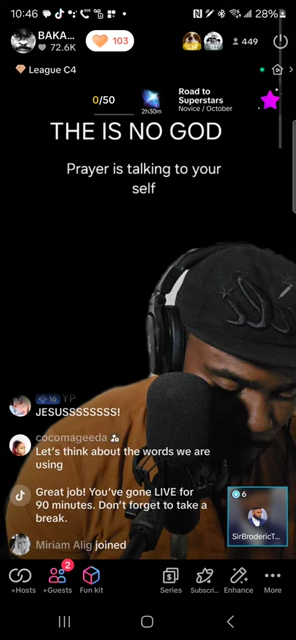 10:46
28%
BAKA...
72.6K
103
449
League C4
0/50
2h30m
Road to
Superstars
Novice / October
THE IS NO GOD
Prayer is talking to your
self
16 YP
JESUSSSSSSSS!
cocomageeda
Let's think about the words we are
using
Great job! You've gone LIVE for
90 minutes. Don't forget to take a
break.
6
SirBrodericT...
Miriam Alig joined
2
+Hosts
+Guests
Fun kit
Series
Subscri...
Enhance
More